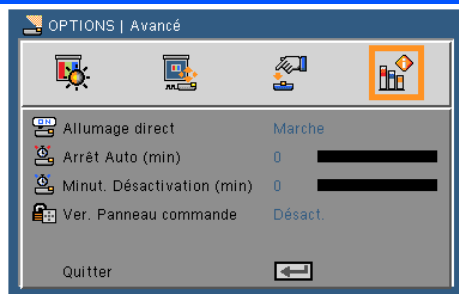 OPTIONS | Avancé
Allumage direct Marche
Arrêt Auto (min) 0
Minut. Désactivation (min) 0
Ver. Panneau commande Désact.
Quitter